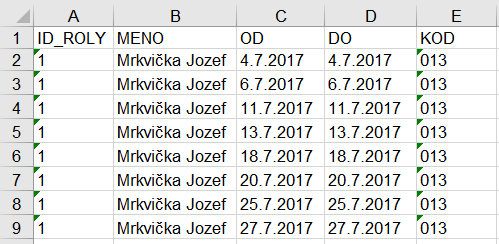 A B C D E
1 ID_ROLY MENO OD DO KOD
2 1 Mrkvička Jozef 4.7.2017 4.7.2017 013
3 1 Mrkvička Jozef 6.7.2017 6.7.2017 013
4 1 Mrkvička Jozef 11.7.2017 11.7.2017 013
5 1 Mrkvička Jozef 13.7.2017 13.7.2017 013
6 1 Mrkvička Jozef 18.7.2017 18.7.2017 013
7 1 Mrkvička Jozef 20.7.2017 20.7.2017 013
8 1 Mrkvička Jozef 25.7.2017 25.7.2017 013
9 1 Mrkvička Jozef 27.7.2017 27.7.2017 013